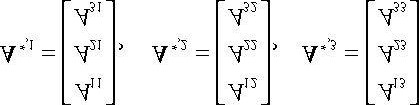 A₁₁ A₁₂ A₁₃
A*,1 = [A₂₁], A*,2 = [A₂₂], A*,3 = [A₂₃]
A₃₁ A₃₂ A₃₃